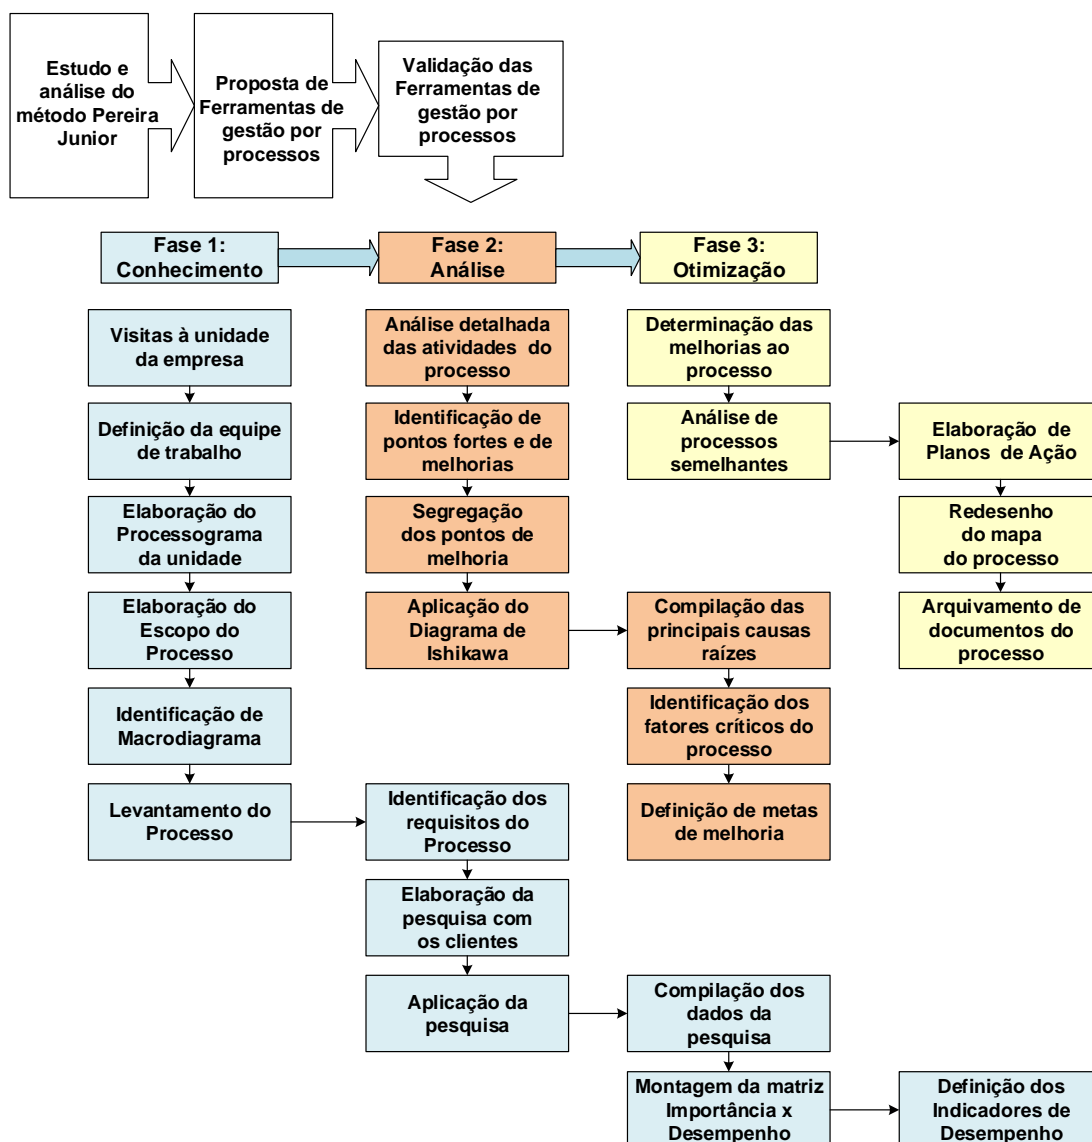 Estudo e
análise do
método Pereira
Junior
Proposta de
Ferramentas de
gestão por
processos
Validação das
Ferramentas de
gestão por
processos
Fase 1:
Conhecimento
Fase 2:
Análise
Fase 3:
Otimização
Visitas à unidade
da empresa
Definição da equipe
de trabalho
Elaboração do
Processograma
da unidade
Elaboração do
Escopo do
Processo
Identificação de
Macrodiagrama
Levantamento do
Processo
Identificação dos
requisitos do
Processo
Elaboração da
pesquisa com
os clientes
Aplicação da
pesquisa
Compilação dos
dados da
pesquisa
Montagem da matriz
Importância x
Desempenho
Definição dos
Indicadores de
Desempenho
Análise detalhada
das atividades do
processo
Identificação de
pontos fortes e de
melhorias
Segregação
dos pontos de
melhoria
Aplicação do
Diagrama de
Ishikawa
Compilação das
principais causas
raízes
Identificação dos
fatores críticos do
processo
Definição de metas
de melhoria
Determinação das
melhorias ao
processo
Análise de
processos
semelhantes
Elaboração de
Planos de Ação
Redesenho
do mapa
do processo
Arquivamento de
documentos do
processo